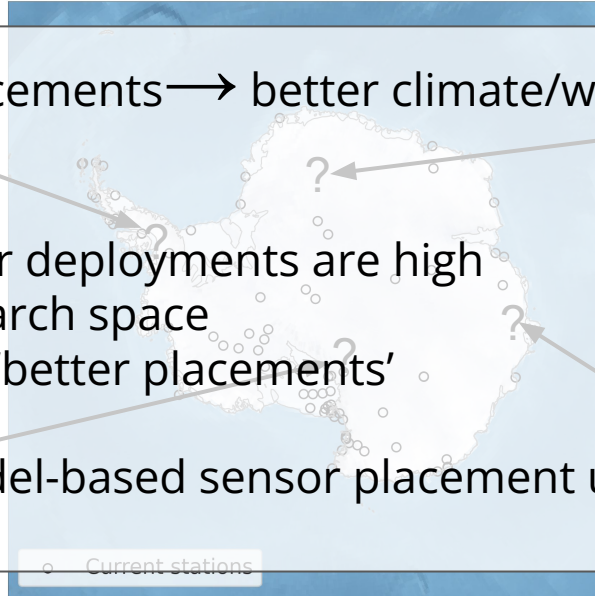 cements⟶ better climate/w
?
?
r deployments are high
arch space
?
?
'better placements'
del-based sensor placement u
Current stations